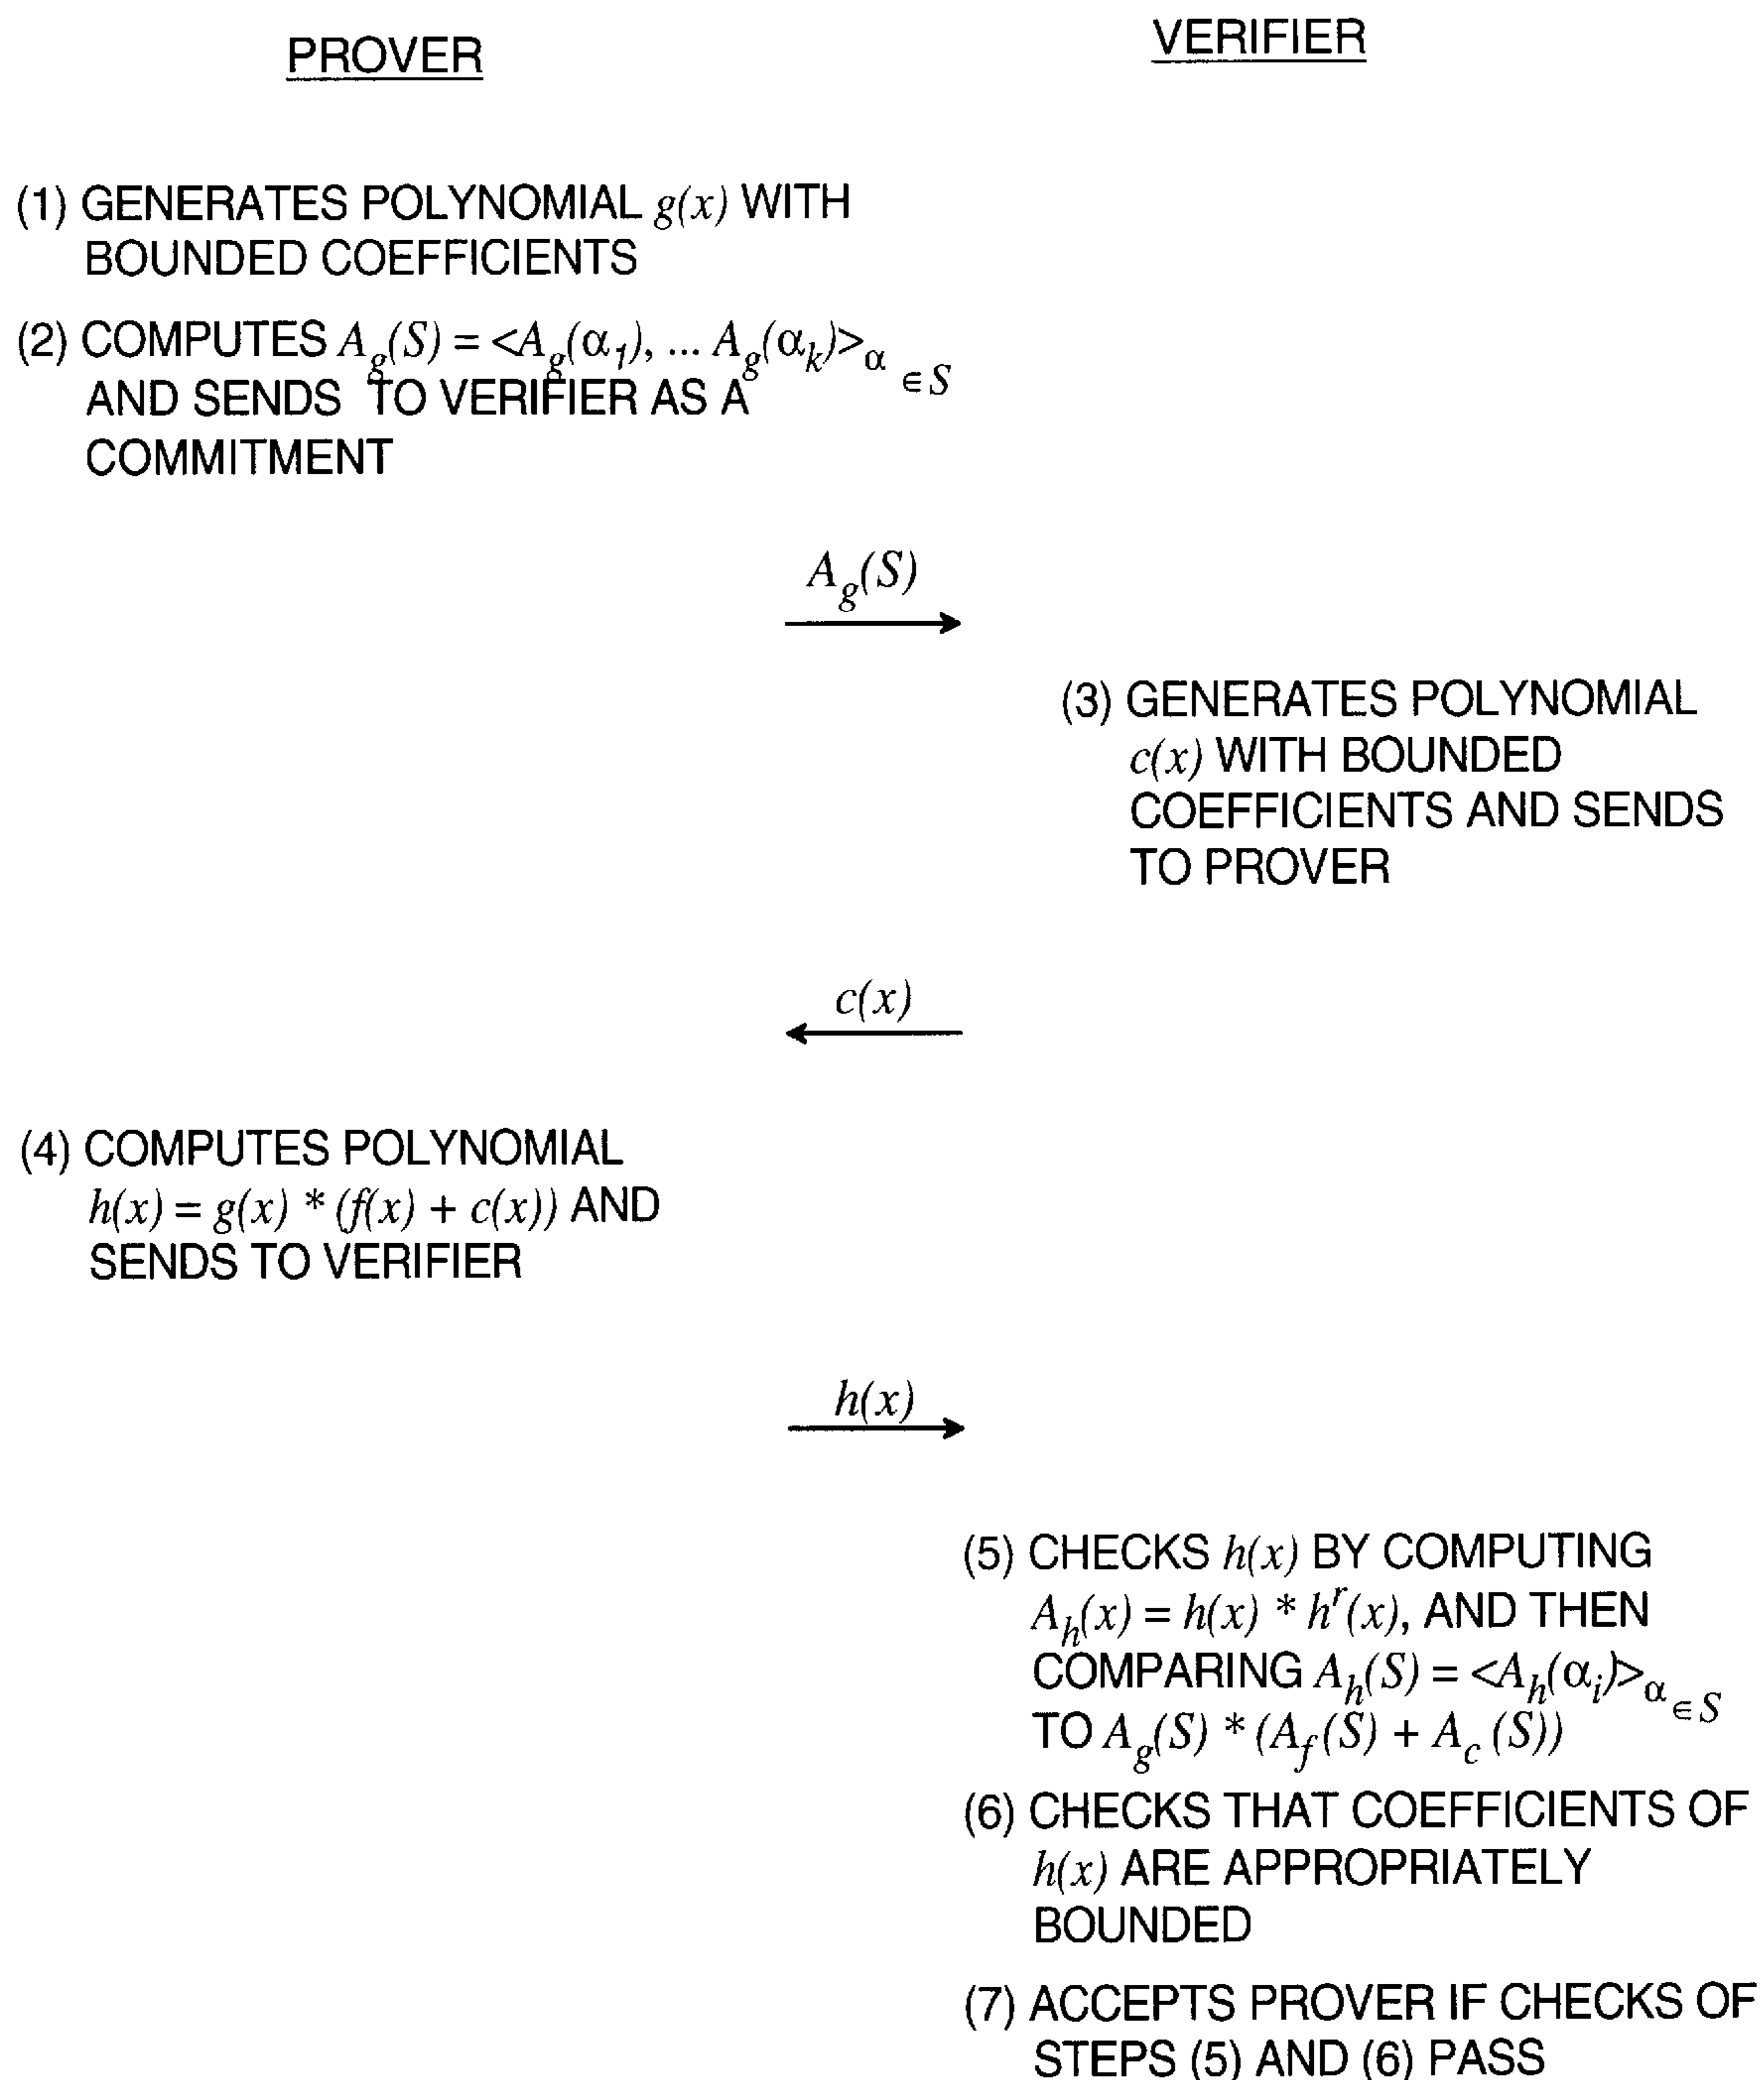 PROVER
VERIFIER
(1) GENERATES POLYNOMIAL g(x) WITH
BOUNDED COEFFICIENTS
(2) COMPUTES A_g(S) = <A_g(α_1), ... A_g(α_k)>_α ∈ S
AND SENDS TO VERIFIER AS A
COMMITMENT
A_g(S)
(3) GENERATES POLYNOMIAL
c(x) WITH BOUNDED
COEFFICIENTS AND SENDS
TO PROVER
c(x)
(4) COMPUTES POLYNOMIAL
h(x) = g(x) * (f(x) + c(x)) AND
SENDS TO VERIFIER
h(x)
(5) CHECKS h(x) BY COMPUTING
A_h(x) = h(x) * h^r(x), AND THEN
COMPARING A_h(S) = <A_h(α_i)>_α ∈ S
TO A_g(S) * (A_f(S) + A_c (S))
(6) CHECKS THAT COEFFICIENTS OF
h(x) ARE APPROPRIATELY
BOUNDED
(7) ACCEPTS PROVER IF CHECKS OF
STEPS (5) AND (6) PASS